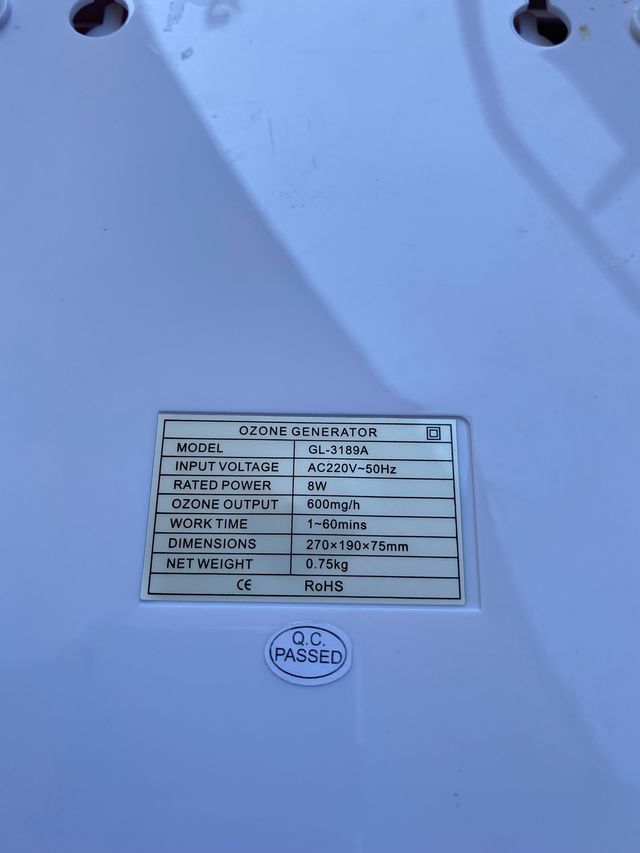 OZONE GENERATOR
MODEL GL-3189A
INPUT VOLTAGE AC220V~50Hz
RATED POWER 8W
OZONE OUTPUT 600mg/h
WORK TIME 1~60mins
DIMENSIONS 270×190×75mm
NET WEIGHT 0.75kg
CE RoHS
Q.C.
PASSED